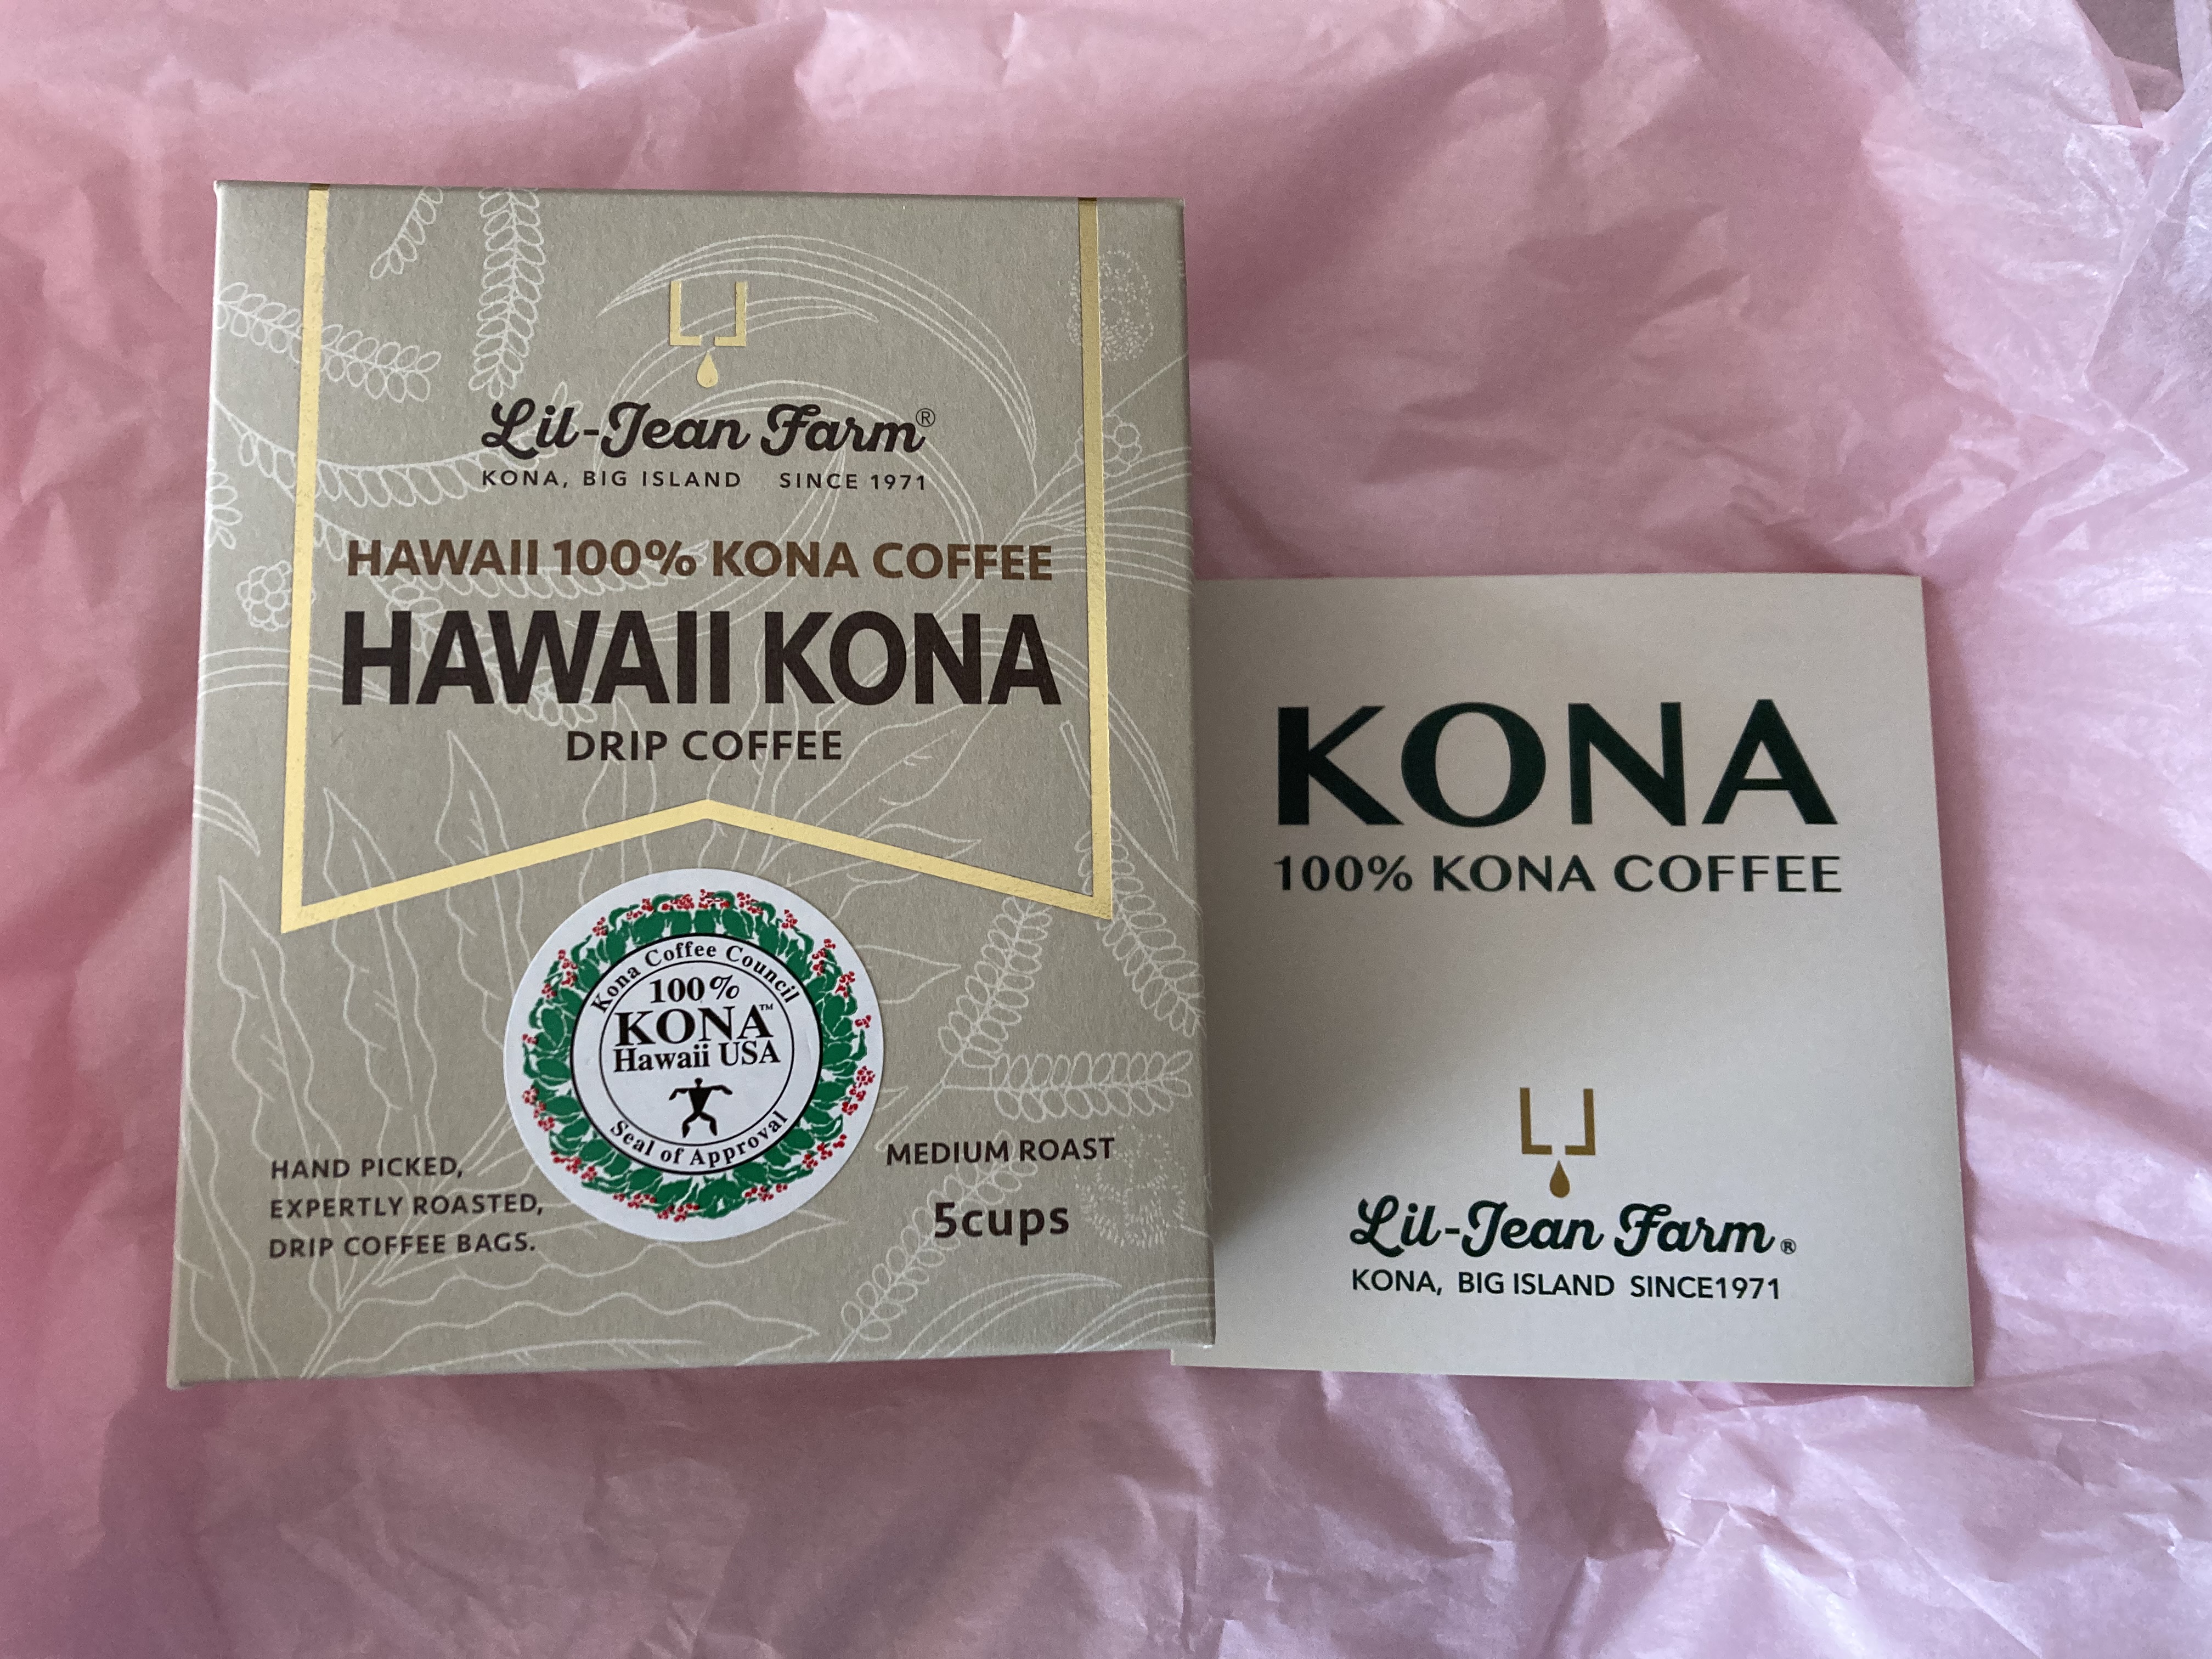 Lil-Jean Farm®
KONA, BIG ISLAND SINCE 1971
HAWAII 100% KONA COFFEE
HAWAII KONA
DRIP COFFEE
Kona Coffee Council
100%
KONA™
Hawaii USA
Seal of Approval
HAND PICKED,
EXPERTLY ROASTED,
DRIP COFFEE BAGS.
MEDIUM ROAST
5cups
KONA
100% KONA COFFEE
Lil-Jean Farm®
KONA, BIG ISLAND SINCE1971